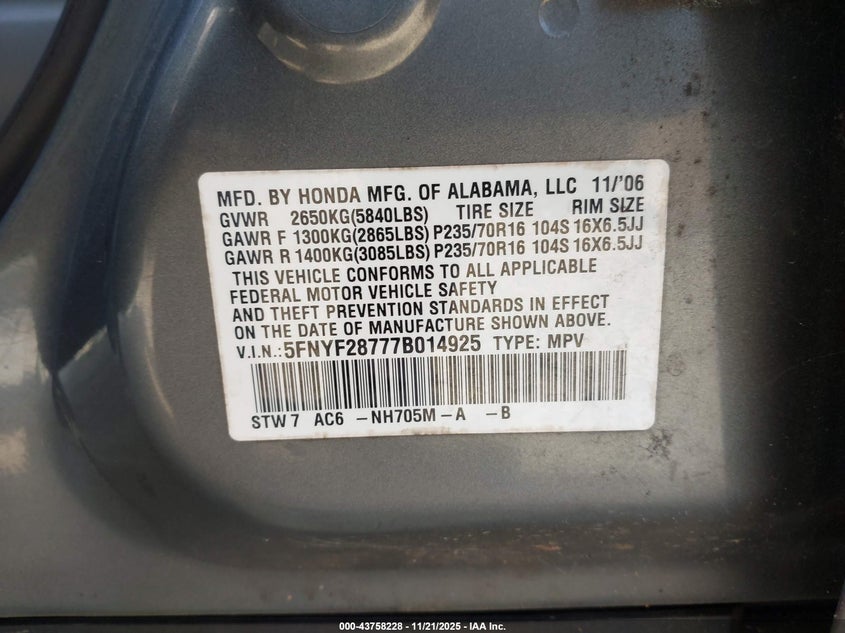 MFD. BY HONDA MFG. OF ALABAMA, LLC 11/'06
GVWR 2650KG(5840LBS) TIRE SIZE RIM SIZE
GAWR F 1300KG(2865LBS) P235/70R16 104S 16X6.5JJ
GAWR R 1400KG(3085LBS) P235/70R16 104S 16X6.5JJ
THIS VEHICLE CONFORMS TO ALL APPLICABLE
FEDERAL MOTOR VEHICLE SAFETY
AND THEFT PREVENTION STANDARDS IN EFFECT
ON THE DATE OF MANUFACTURE SHOWN ABOVE.
V.I.N.:5FNYF28777B014925 TYPE: MPV
STW7 AC6 -NH705M-A -B
000-43758228 - 11/21/2025 - IAA Inc.